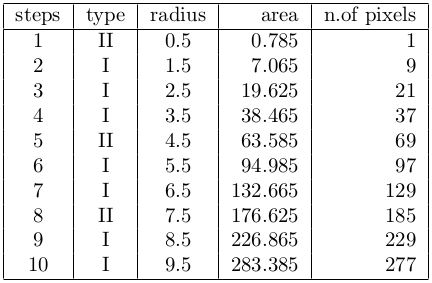 steps type radius area n.of pixels
1 II 0.5 0.785 1
2 I 1.5 7.065 9
3 I 2.5 19.625 21
4 I 3.5 38.465 37
5 II 4.5 63.585 69
6 I 5.5 94.985 97
7 I 6.5 132.665 129
8 II 7.5 176.625 185
9 I 8.5 226.865 229
10 I 9.5 283.385 277